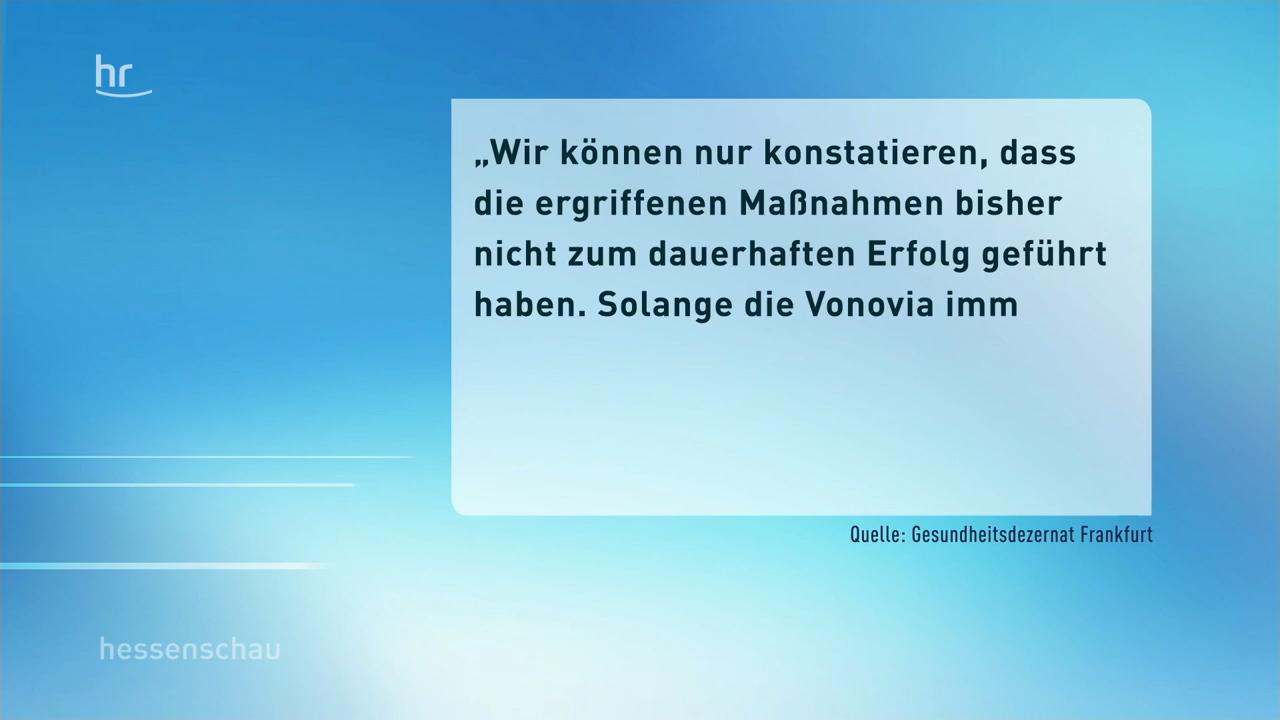 hr
„Wir können nur konstatieren, dass
die ergriffenen Maßnahmen bisher
nicht zum dauerhaften Erfolg geführt
haben. Solange die Vonovia imm
Quelle: Gesundheitsdezernat Frankfurt
hessenschau